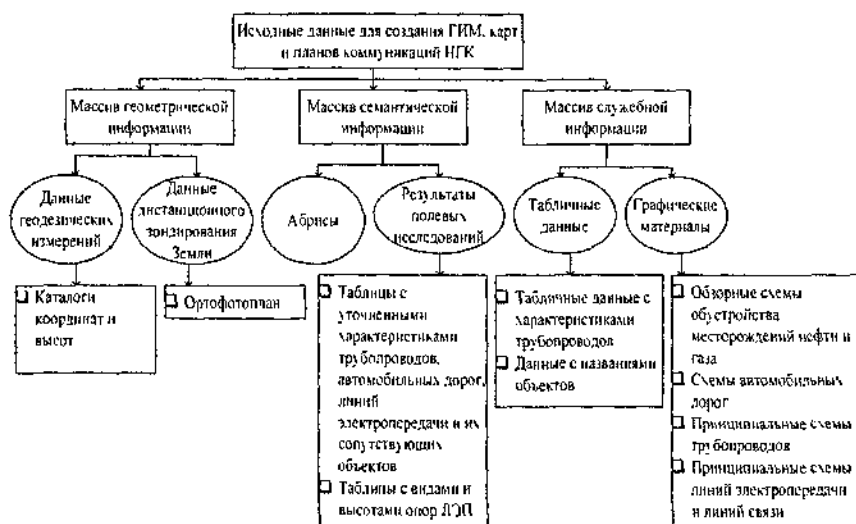 Исходные данные для создания ГИМ, карт
и планов коммуникаций НГК
Массив геометрической
информации
Массив семантической
информации
Массив служебной
информации
Данные
геодезических
измерений
Данные
дистанционного
зондирования
Земли
Абрисы
Результаты
полевых
исследований
Табличные
данные
Графические
материалы
Каталоги
координат и
высот
Ортофотоплан
Таблицы с
уточненными
характеристиками
трубопроводов,
автомобильных дорог,
линий
электропередачи и их
сопутствующих
объектов
Таблицы с видами и
высотами опор ЛЭП
Табличные данные с
характеристиками
трубопроводов
Данные с названиями
объектов
Обзорные схемы
обустройства
месторождений нефти и
газа
Схемы автомобильных
дорог
Принципиальные схемы
трубопроводов
Принципиальные схемы
линий электропередачи
и линий связи